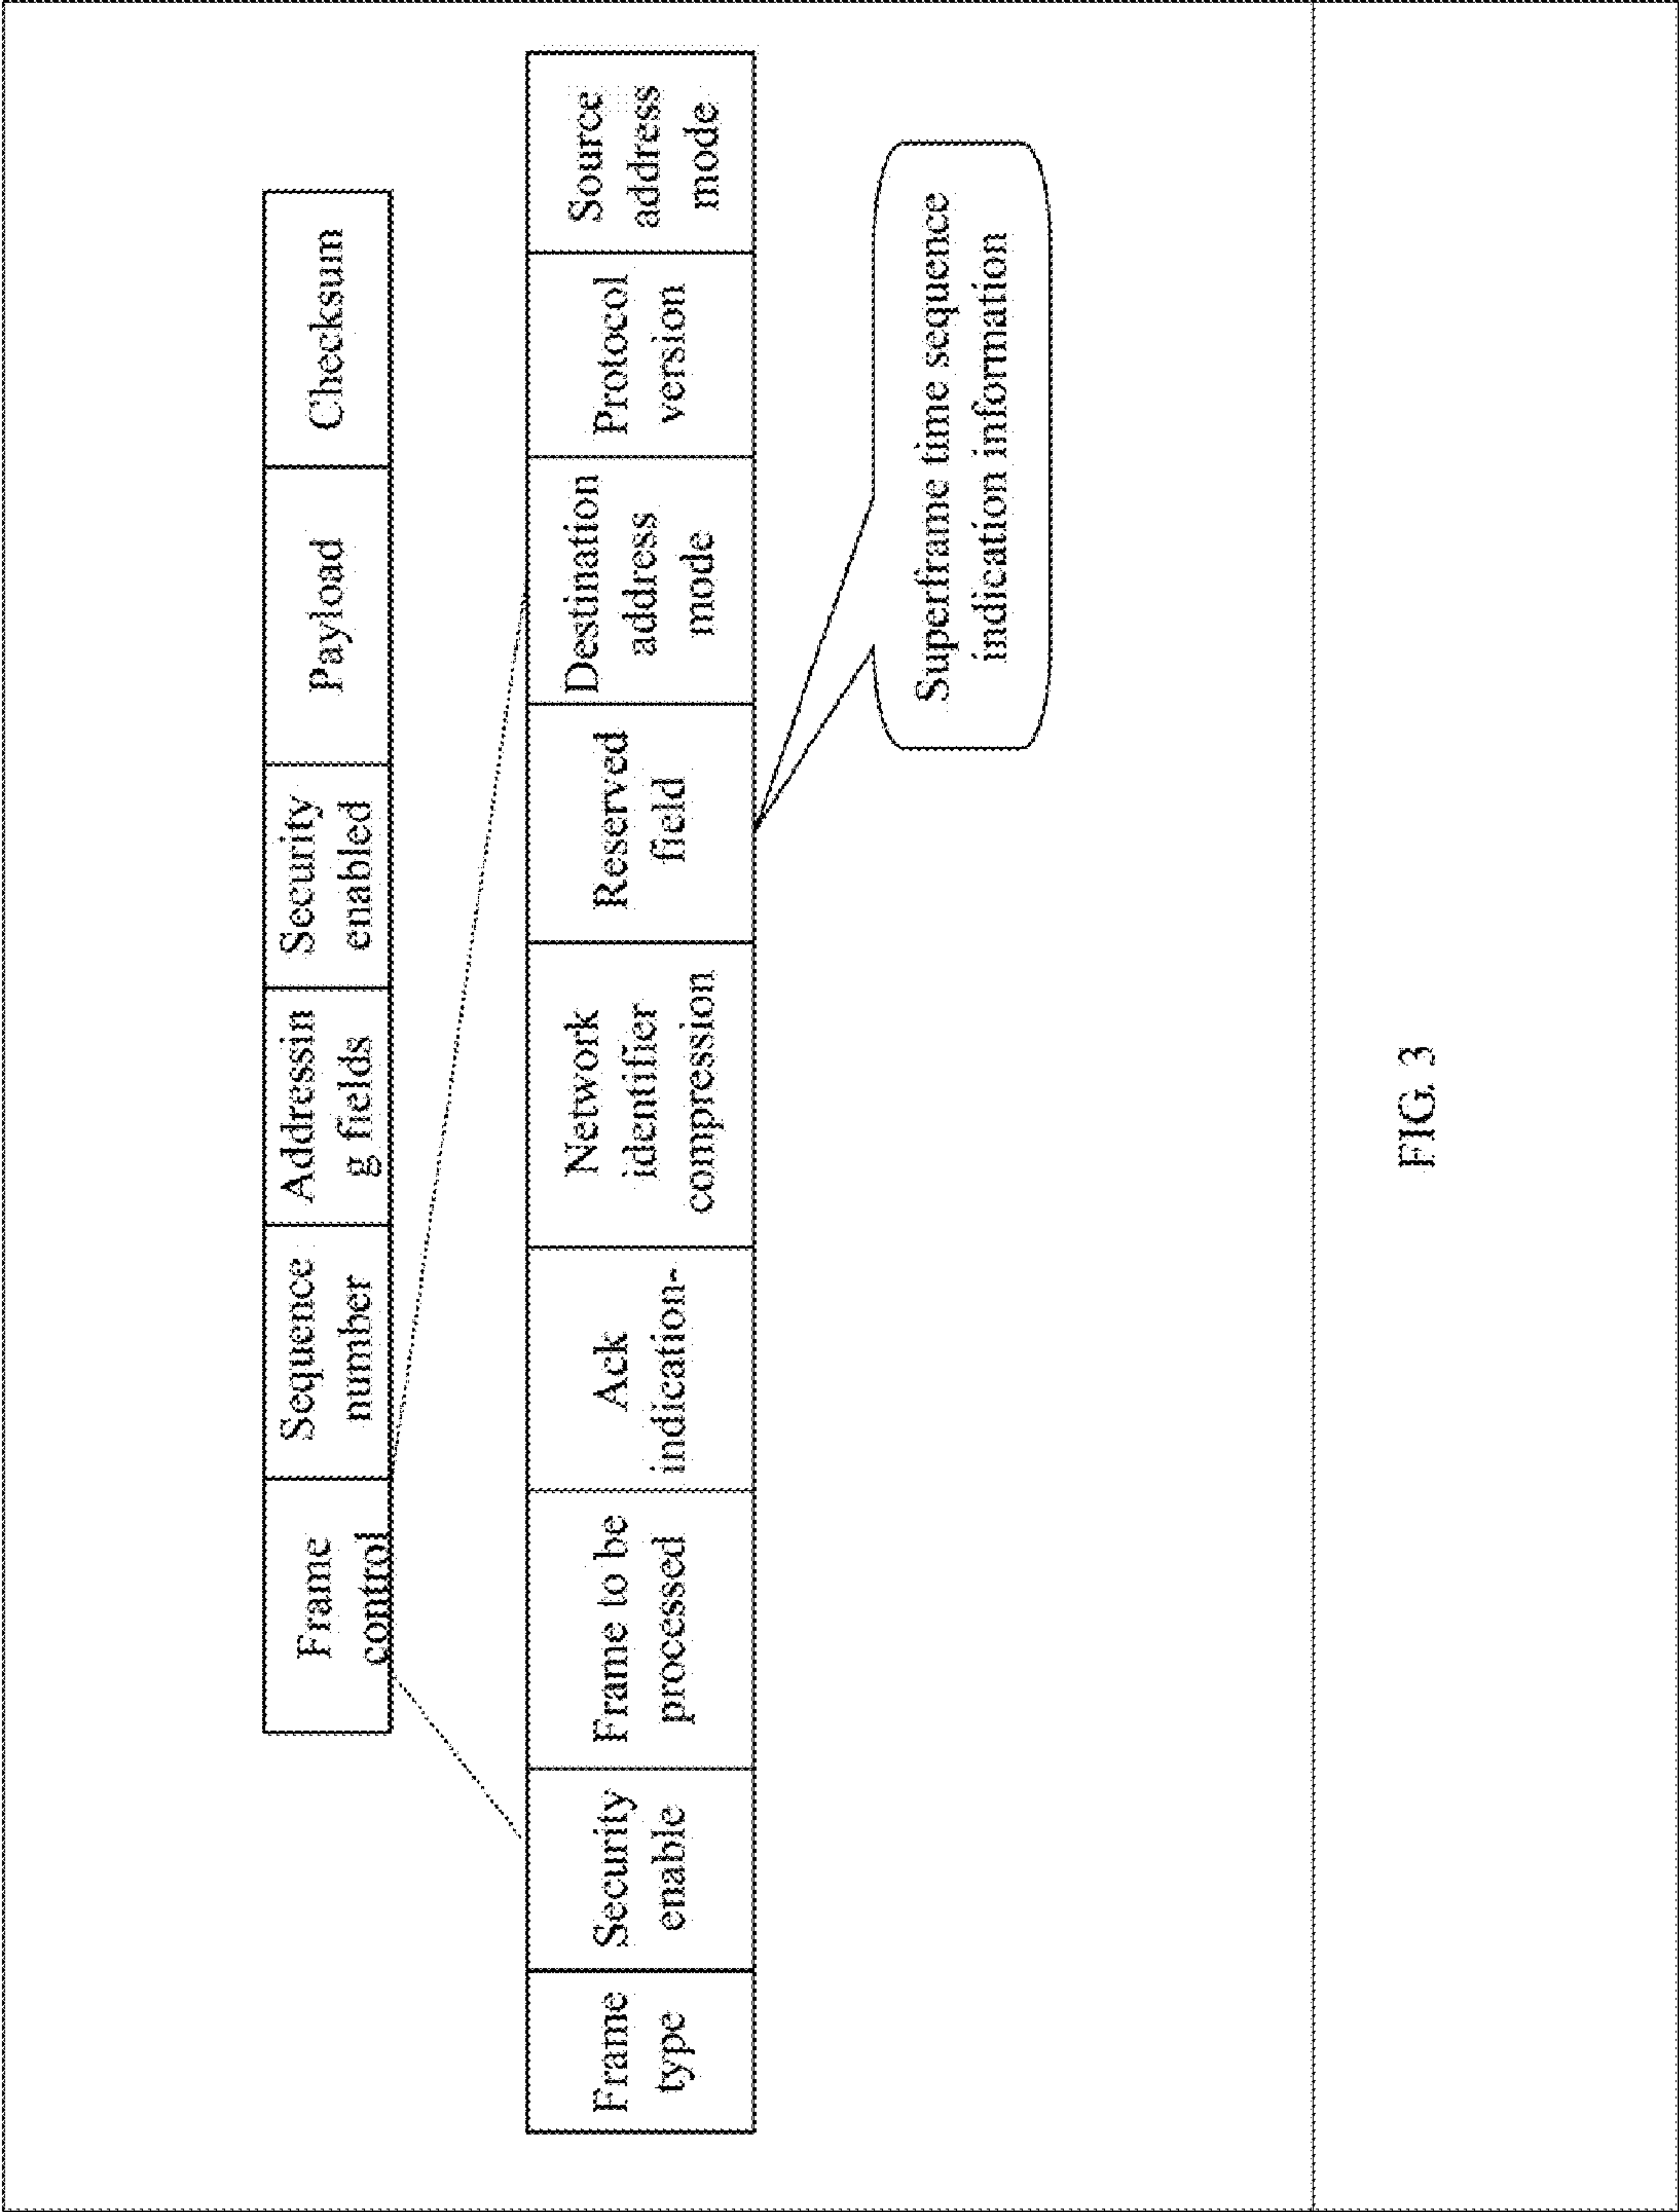 Frame
control
Sequence
number
Addressin
g fields
Security
enabled
Payload
Checksum
Frame
type
Security
enable
Frame to be
processed
Ack
indication-
Network
identifier
compression
Reserved
field
Destination
address
mode
Protocol
version
Source
address
mode
Superframe time sequence
indication information
FIG. 3